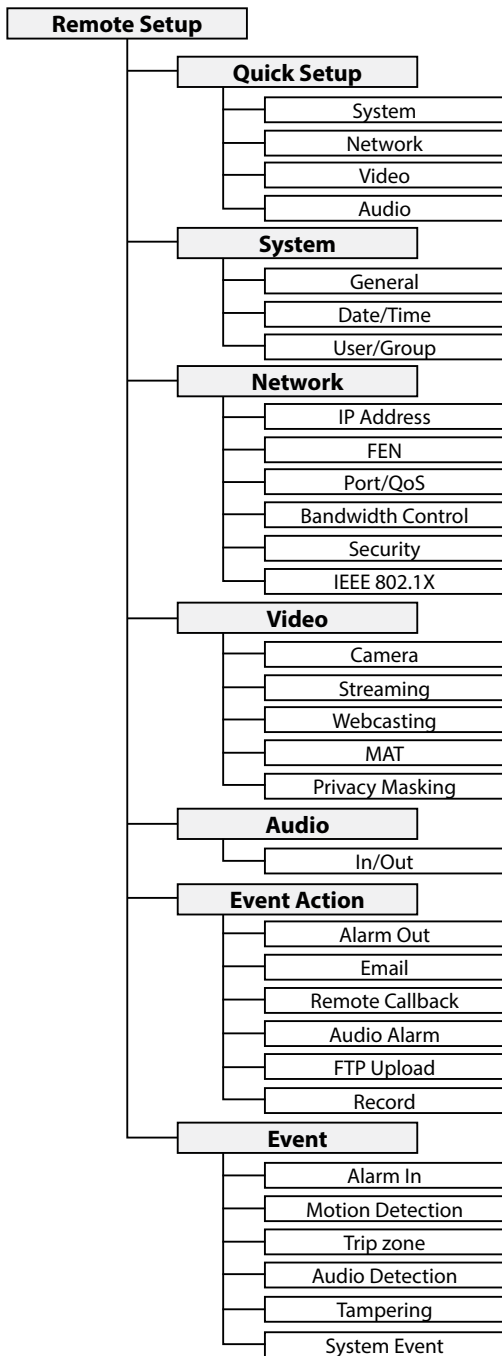 Remote Setup
Quick Setup
System
Network
Video
Audio
System
General
Date/Time
User/Group
Network
IP Address
FEN
Port/QoS
Bandwidth Control
Security
IEEE 802.1X
Video
Camera
Streaming
Webcasting
MAT
Privacy Masking
Audio
In/Out
Event Action
Alarm Out
Email
Remote Callback
Audio Alarm
FTP Upload
Record
Event
Alarm In
Motion Detection
Trip zone
Audio Detection
Tampering
System Event